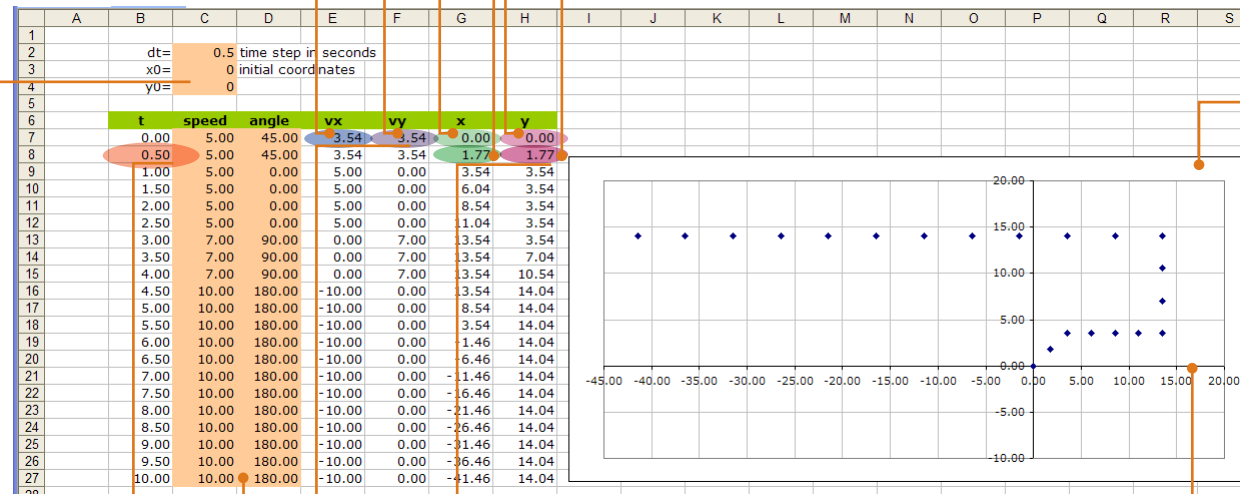 A B C D E F G H I J K L M N O P Q R S
1
2 dt= 0.5 time step in seconds
3 x0= 0 initial coordinates
4 y0= 0
5
6 t speed angle vx vy x y
7 0.00 5.00 45.00 3.54 3.54 0.00 0.00
8 0.50 5.00 45.00 3.54 3.54 1.77 1.77
9 1.00 5.00 0.00 5.00 0.00 3.54 3.54
10 1.50 5.00 0.00 5.00 0.00 6.04 3.54
11 2.00 5.00 0.00 5.00 0.00 8.54 3.54
12 2.50 5.00 0.00 5.00 0.00 11.04 3.54
13 3.00 7.00 90.00 0.00 7.00 13.54 3.54
14 3.50 7.00 90.00 0.00 7.00 13.54 7.04
15 4.00 7.00 90.00 0.00 7.00 13.54 10.54
16 4.50 10.00 180.00 -10.00 0.00 13.54 14.04
17 5.00 10.00 180.00 -10.00 0.00 8.54 14.04
18 5.50 10.00 180.00 -10.00 0.00 3.54 14.04
19 6.00 10.00 180.00 -10.00 0.00 -1.46 14.04
20 6.50 10.00 180.00 -10.00 0.00 -6.46 14.04
21 7.00 10.00 180.00 -10.00 0.00 -11.46 14.04
22 7.50 10.00 180.00 -10.00 0.00 -16.46 14.04
23 8.00 10.00 180.00 -10.00 0.00 -21.46 14.04
24 8.50 10.00 180.00 -10.00 0.00 -26.46 14.04
25 9.00 10.00 180.00 -10.00 0.00 -31.46 14.04
26 9.50 10.00 180.00 -10.00 0.00 -36.46 14.04
27 10.00 10.00 180.00 -10.00 0.00 -41.46 14.04
28
20.00
15.00
10.00
5.00
0.00
-45.00 -40.00 -35.00 -30.00 -25.00 -20.00 -15.00 -10.00 -5.00 0.00 5.00 10.00 15.00 20.00
-5.00
-10.00